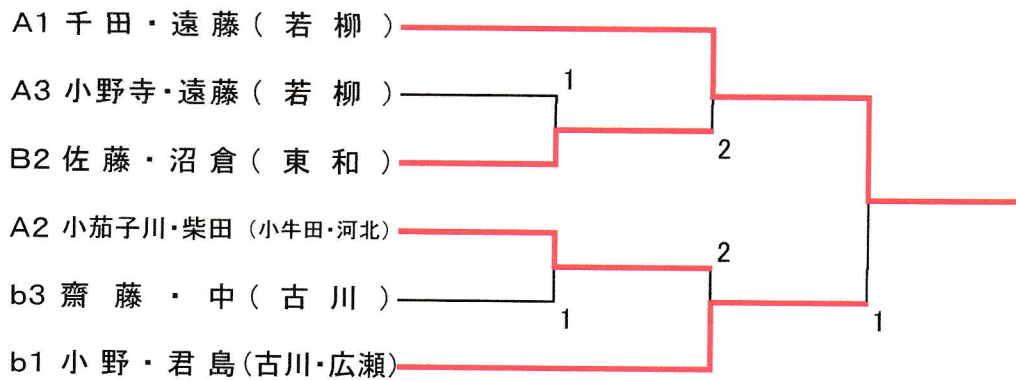 A1 千田・遠藤(若柳)
1
A3 小野寺・遠藤(若柳)
2
B2 佐藤・沼倉(東和)
A2 小茄子川・柴田(小牛田・河北)
2
b3 齋藤・中(古川)
1
1
b1 小野・君島(古川・広瀬)